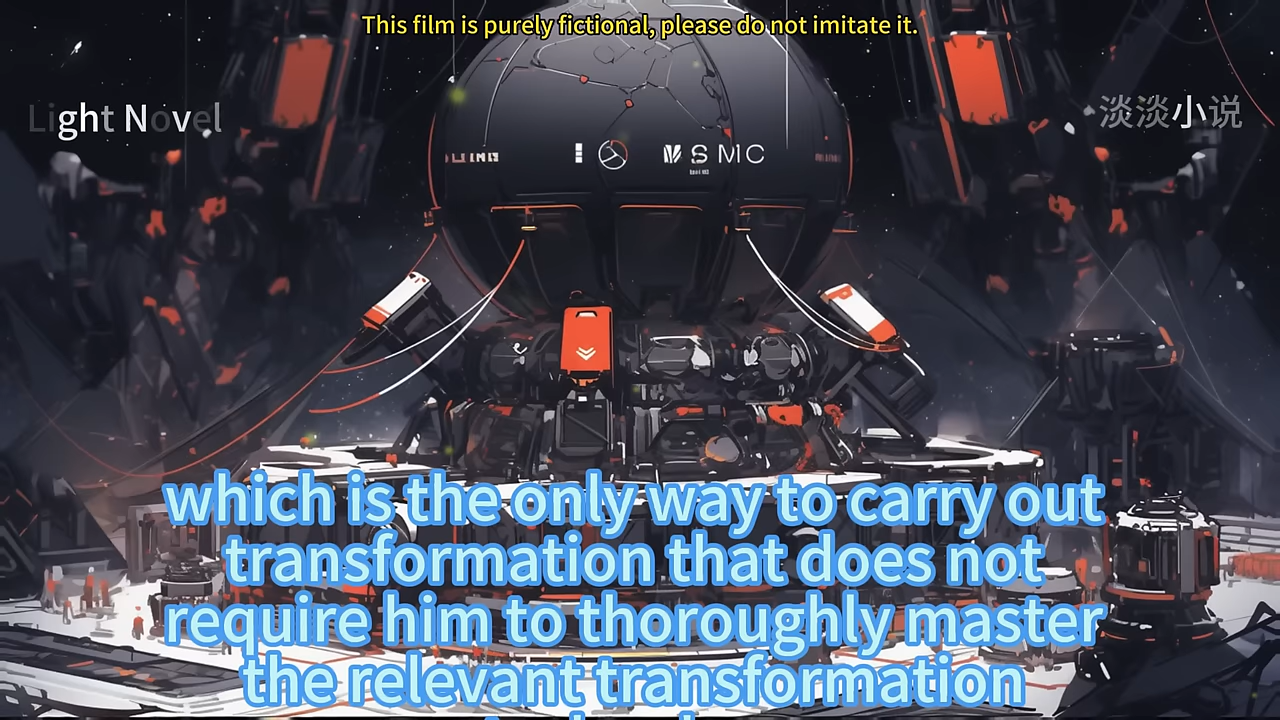 This film is purely fictional, please do not imitate it.
Light Novel
淡淡小说
SMC
which is the only way to carry out
transformation that does not
require him to thoroughly master
the relevant transformation